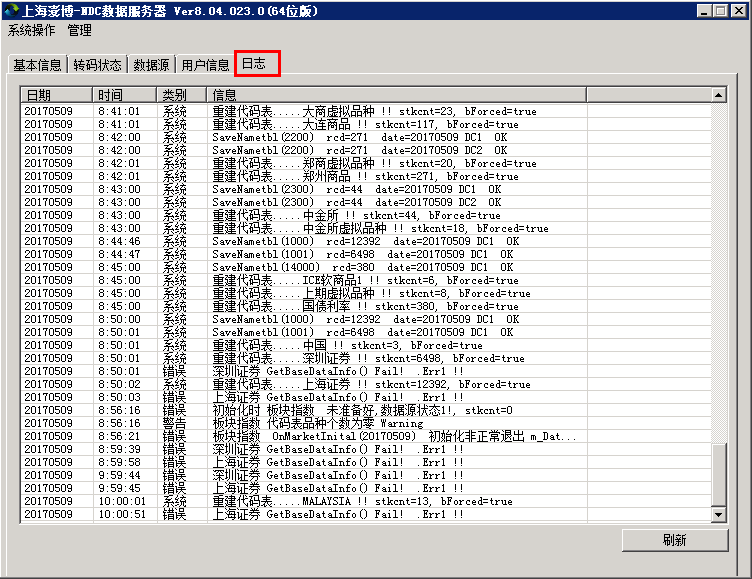 上海澎博-NDC数据服务器 Ver8.04.023.0(64位版)
系统操作 管理
基本信息 转码状态 数据源 用户信息 日志
日期 时间 类别 信息
20170509 8:41:01 系统 重建代码表.....大商虚拟品种 !! stkcnt=23, bForced=true
20170509 8:41:01 系统 重建代码表.....大连商品 !! stkcnt=117, bForced=true
20170509 8:42:00 系统 SaveNametbl(2200) rcd=271 date=20170509 DC1 OK
20170509 8:42:00 系统 SaveNametbl(2200) rcd=271 date=20170509 DC2 OK
20170509 8:42:01 系统 重建代码表.....郑商虚拟品种 !! stkcnt=20, bForced=true
20170509 8:42:01 系统 重建代码表.....郑州商品 !! stkcnt=271, bForced=true
20170509 8:43:00 系统 SaveNametbl(2300) rcd=44 date=20170509 DC1 OK
20170509 8:43:00 系统 SaveNametbl(2300) rcd=44 date=20170509 DC2 OK
20170509 8:43:00 系统 重建代码表.....中金所 !! stkcnt=44, bForced=true
20170509 8:43:00 系统 重建代码表.....中金所虚拟品种 !! stkcnt=18, bForced=true
20170509 8:44:46 系统 SaveNametbl(1000) rcd=12392 date=20170509 DC1 OK
20170509 8:44:47 系统 SaveNametbl(1001) rcd=6498 date=20170509 DC1 OK
20170509 8:45:00 系统 SaveNametbl(14000) rcd=380 date=20170509 DC1 OK
20170509 8:45:00 系统 重建代码表.....ICE软商品1 !! stkcnt=6, bForced=true
20170509 8:45:00 系统 重建代码表.....上期虚拟品种 !! stkcnt=8, bForced=true
20170509 8:45:00 系统 重建代码表.....国债利率 !! stkcnt=380, bForced=true
20170509 8:50:00 系统 SaveNametbl(1000) rcd=12392 date=20170509 DC1 OK
20170509 8:50:01 系统 SaveNametbl(1001) rcd=6498 date=20170509 DC1 OK
20170509 8:50:01 系统 重建代码表.....中国 !! stkcnt=3, bForced=true
20170509 8:50:01 系统 重建代码表.....深圳证券 !! stkcnt=6498, bForced=true
20170509 8:50:01 错误 深圳证券 GetBaseDataInfo() Fail! .Err1 !!
20170509 8:50:02 系统 重建代码表.....上海证券 !! stkcnt=12392, bForced=true
20170509 8:50:03 错误 上海证券 GetBaseDataInfo() Fail! .Err1 !!
20170509 8:56:16 错误 初始化时 板块指数 未准备好,数据源状态1!, stkcnt=0
20170509 8:56:16 警告 板块指数 代码表品种个数为零 Warning
20170509 8:56:21 错误 板块指数 OnMarketInital(20170509) 初始化非正常退出 m_Dat...
20170509 8:59:39 错误 深圳证券 GetBaseDataInfo() Fail! .Err1 !!
20170509 8:59:58 错误 上海证券 GetBaseDataInfo() Fail! .Err1 !!
20170509 9:59:44 错误 深圳证券 GetBaseDataInfo() Fail! .Err1 !!
20170509 9:59:45 错误 上海证券 GetBaseDataInfo() Fail! .Err1 !!
20170509 10:00:01 系统 重建代码表.....MALAYSIA !! stkcnt=13, bForced=true
20170509 10:00:51 错误 上海证券 GetBaseDataInfo() Fail! .Err1 !!
刷新